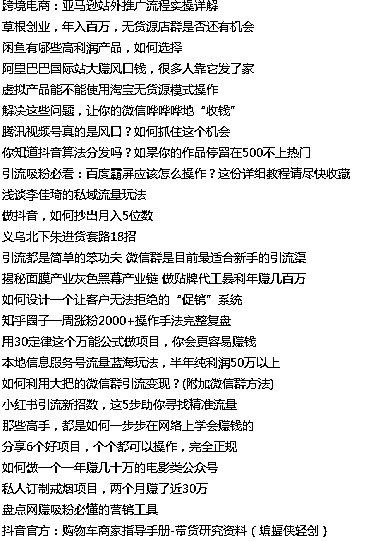 跨境电商：亚马逊站外推广流程实操详解
草根创业，年入百万，无货源店群是否还有机会
闲鱼有哪些高利润产品，如何选择
阿里巴巴国际站大赚风口钱，很多人靠它发了家
虚拟产品能不能使用淘宝无货源模式操作
解决这些问题，让你的微信哗哗哗地“收钱”
腾讯视频号真的是风口？如何抓住这个机会
你知道抖音算法分发吗？如果你的作品停留在500不上热门
引流吸粉必看：百度霸屏应该怎么操作？这份详细教程请尽快收藏
浅谈李佳琦的私域流量玩法
做抖音，如何抄出月入5位数
义乌北下朱进货套路18招
引流都是简单的笨功夫 微信群是目前最适合新手的引流渠
揭秘面膜产业灰色黑幕产业链 做贴牌代工暴利年赚几百万
如何设计一个让客户无法拒绝的“促销”系统
知乎圈子一周涨粉2000+操作手法完整复盘
用30定律这个万能公式做项目，你会更容易赚钱
本地信息服务号流量蓝海玩法，半年纯利润50万以上
如何利用大把的微信群引流变现？(附加微信群方法)
小红书引流新招数，这5步助你寻找精准流量
那些高手，都是如何一步步在网络上学会赚钱的
分享6个好项目，个个都可以操作，完全正规
如何做一个一年赚几十万的电影类公众号
私人订制戒烟项目，两个月赚了近30万
盘点网赚吸粉必懂的营销工具
抖音官方：购物车商家指导手册-带货研究资料（填提侠轻创）